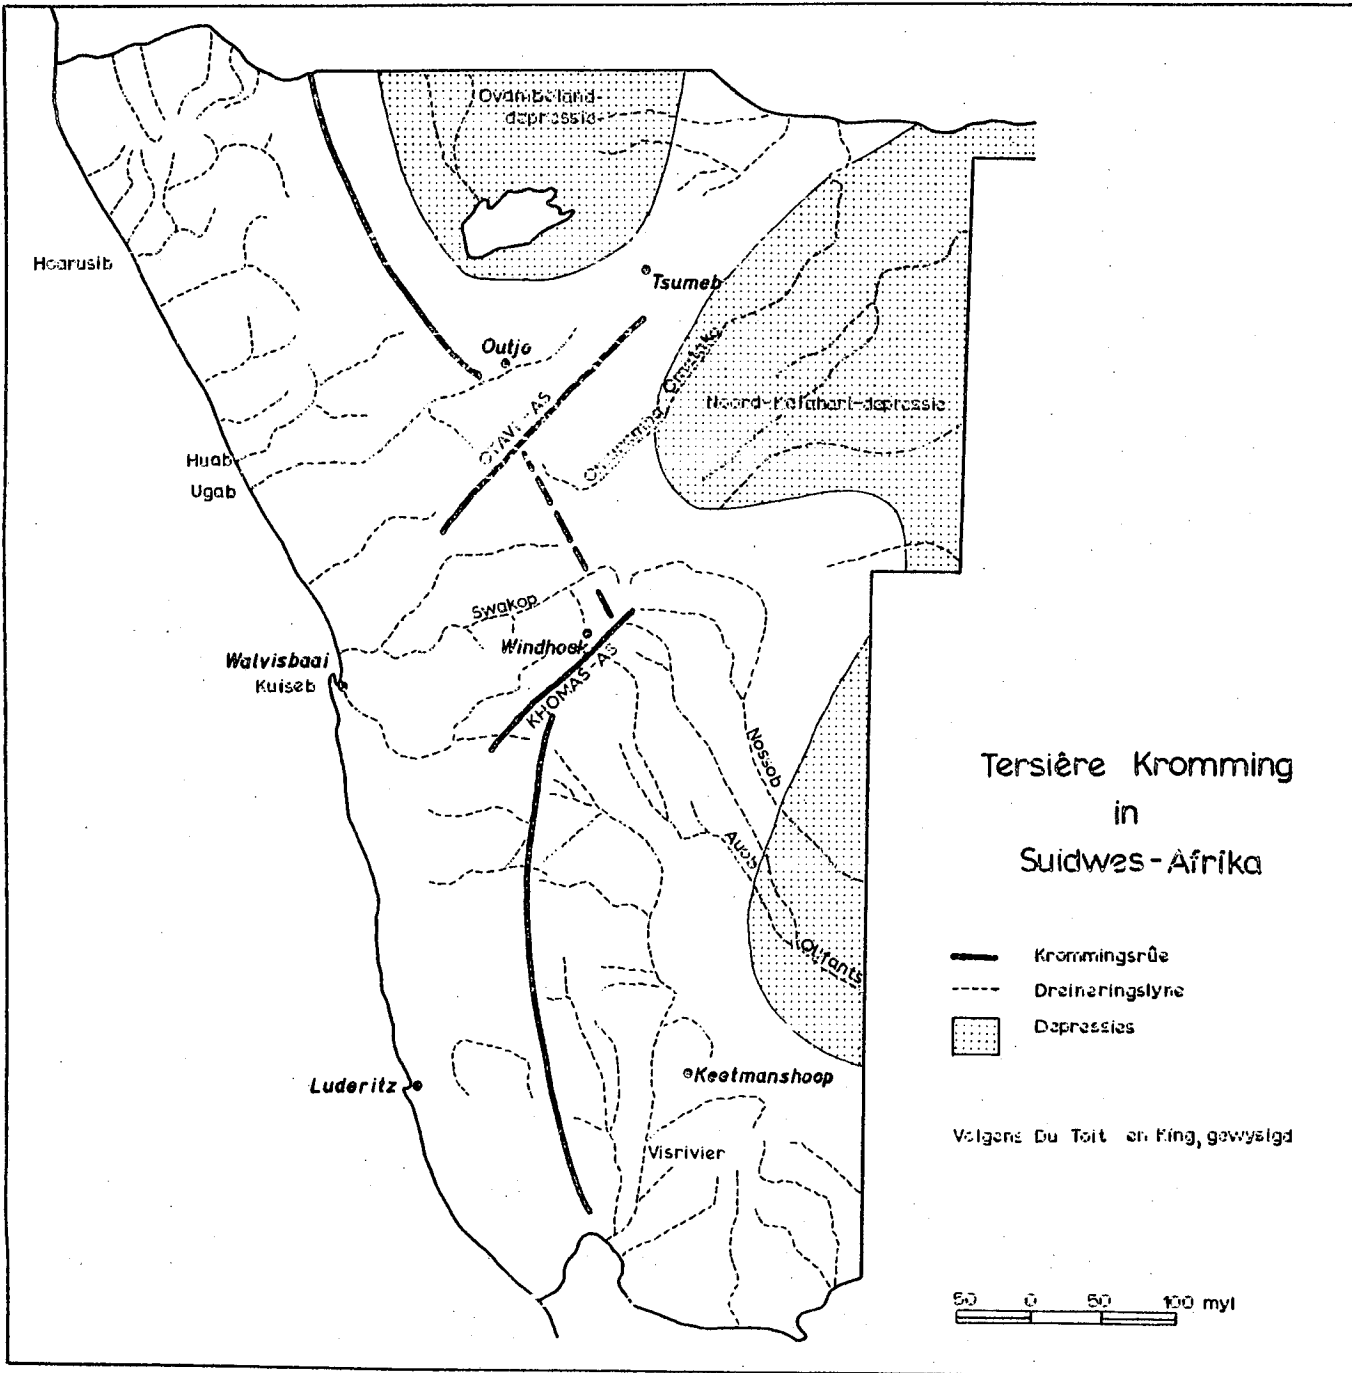 Ovamboland-
depressie
Hoarusib
Tsumeb
Outjo
OTAVI-AS
Omatako
Noord-Kalahari-depressie
Huab
Ugab
Swakop
Windhoek
KHOMAS-AS
Walvisbaai
Kuiseb
Nossob
Auob
Olifants
Tersiêre Kromming
in
Suidwes-Afrika
Krommingsrûe
Dreineringslyne
Depressies
Luderitz
Keetmanshoop
Visrivier
Volgens Du Toit en King, gewysigd
50 0 50 100 myl